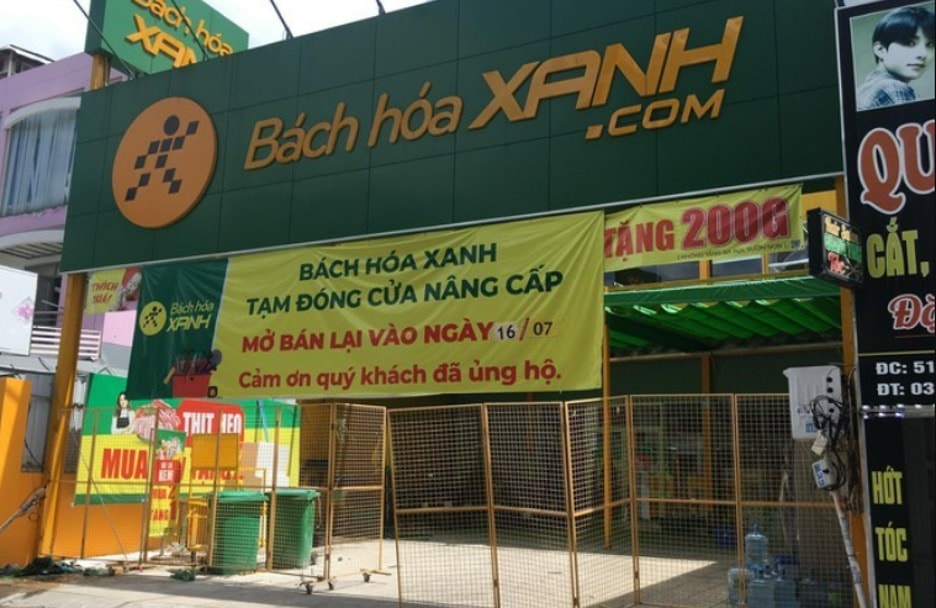 Bách hóa
XANH
Bách hóa XANH
.COM
TẶNG 200G
BÁCH HÓA XANH
TẠM ĐÓNG CỬA NÂNG CẤP
MỞ BÁN LẠI VÀO NGÀY 16/07
Cảm ơn quý khách đã ủng hộ.
Bách hóa
XANH
THỊT HEO
MUA
QU
CẮT,
ĐC: 51
ĐT: 03
HỚT
TÓC
NAM